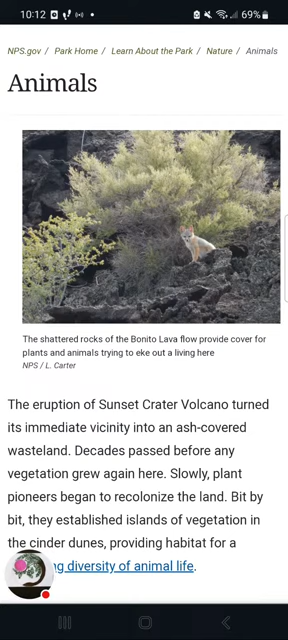 10:12
69%
NPS.gov / Park Home / Learn About the Park / Nature / Animals
Animals
The shattered rocks of the Bonito Lava flow provide cover for
plants and animals trying to eke out a living here
NPS / L. Carter
The eruption of Sunset Crater Volcano turned
its immediate vicinity into an ash-covered
wasteland. Decades passed before any
vegetation grew again here. Slowly, plant
pioneers began to recolonize the land. Bit by
bit, they established islands of vegetation in
the cinder dunes, providing habitat for a
g diversity of animal life.